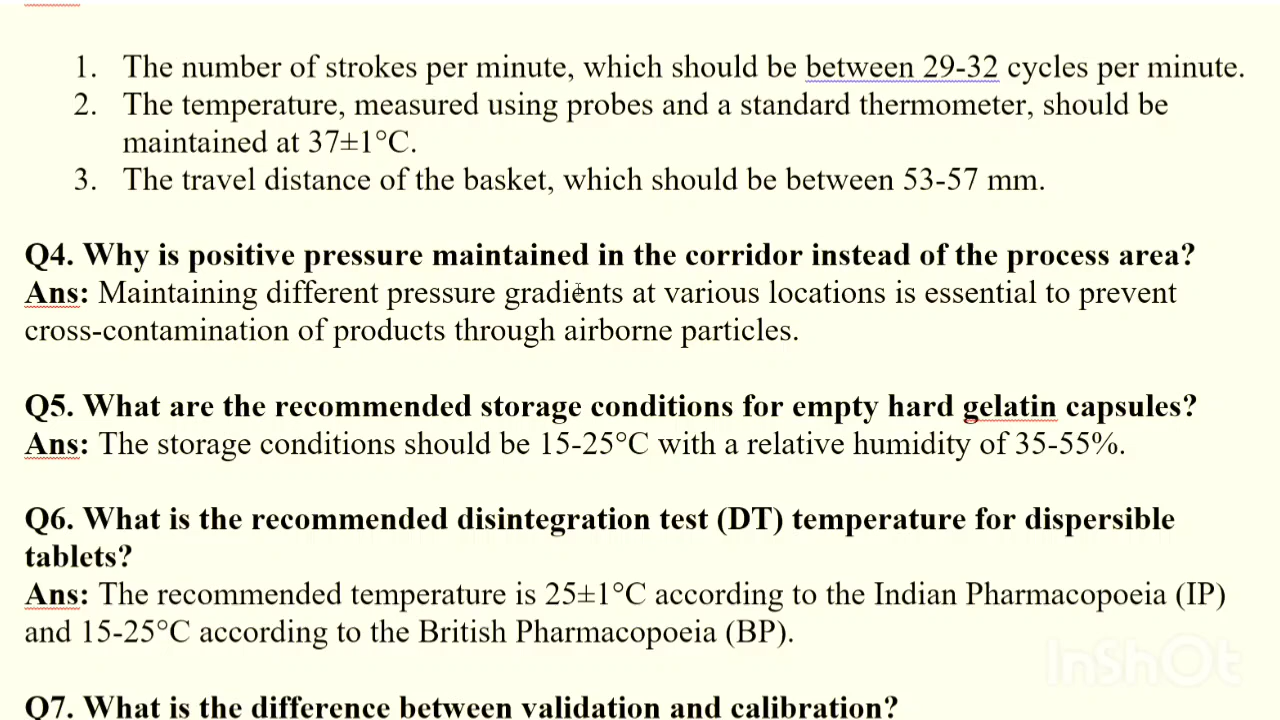 1. The number of strokes per minute, which should be between 29-32 cycles per minute.
2. The temperature, measured using probes and a standard thermometer, should be
maintained at 37±1°C.
3. The travel distance of the basket, which should be between 53-57 mm.
Q4. Why is positive pressure maintained in the corridor instead of the process area?
Ans: Maintaining different pressure gradients at various locations is essential to prevent
cross-contamination of products through airborne particles.
Q5. What are the recommended storage conditions for empty hard gelatin capsules?
Ans: The storage conditions should be 15-25°C with a relative humidity of 35-55%.
Q6. What is the recommended disintegration test (DT) temperature for dispersible
tablets?
Ans: The recommended temperature is 25±1°C according to the Indian Pharmacopoeia (IP)
and 15-25°C according to the British Pharmacopoeia (BP).
InShOt
Q7. What is the difference between validation and calibration?